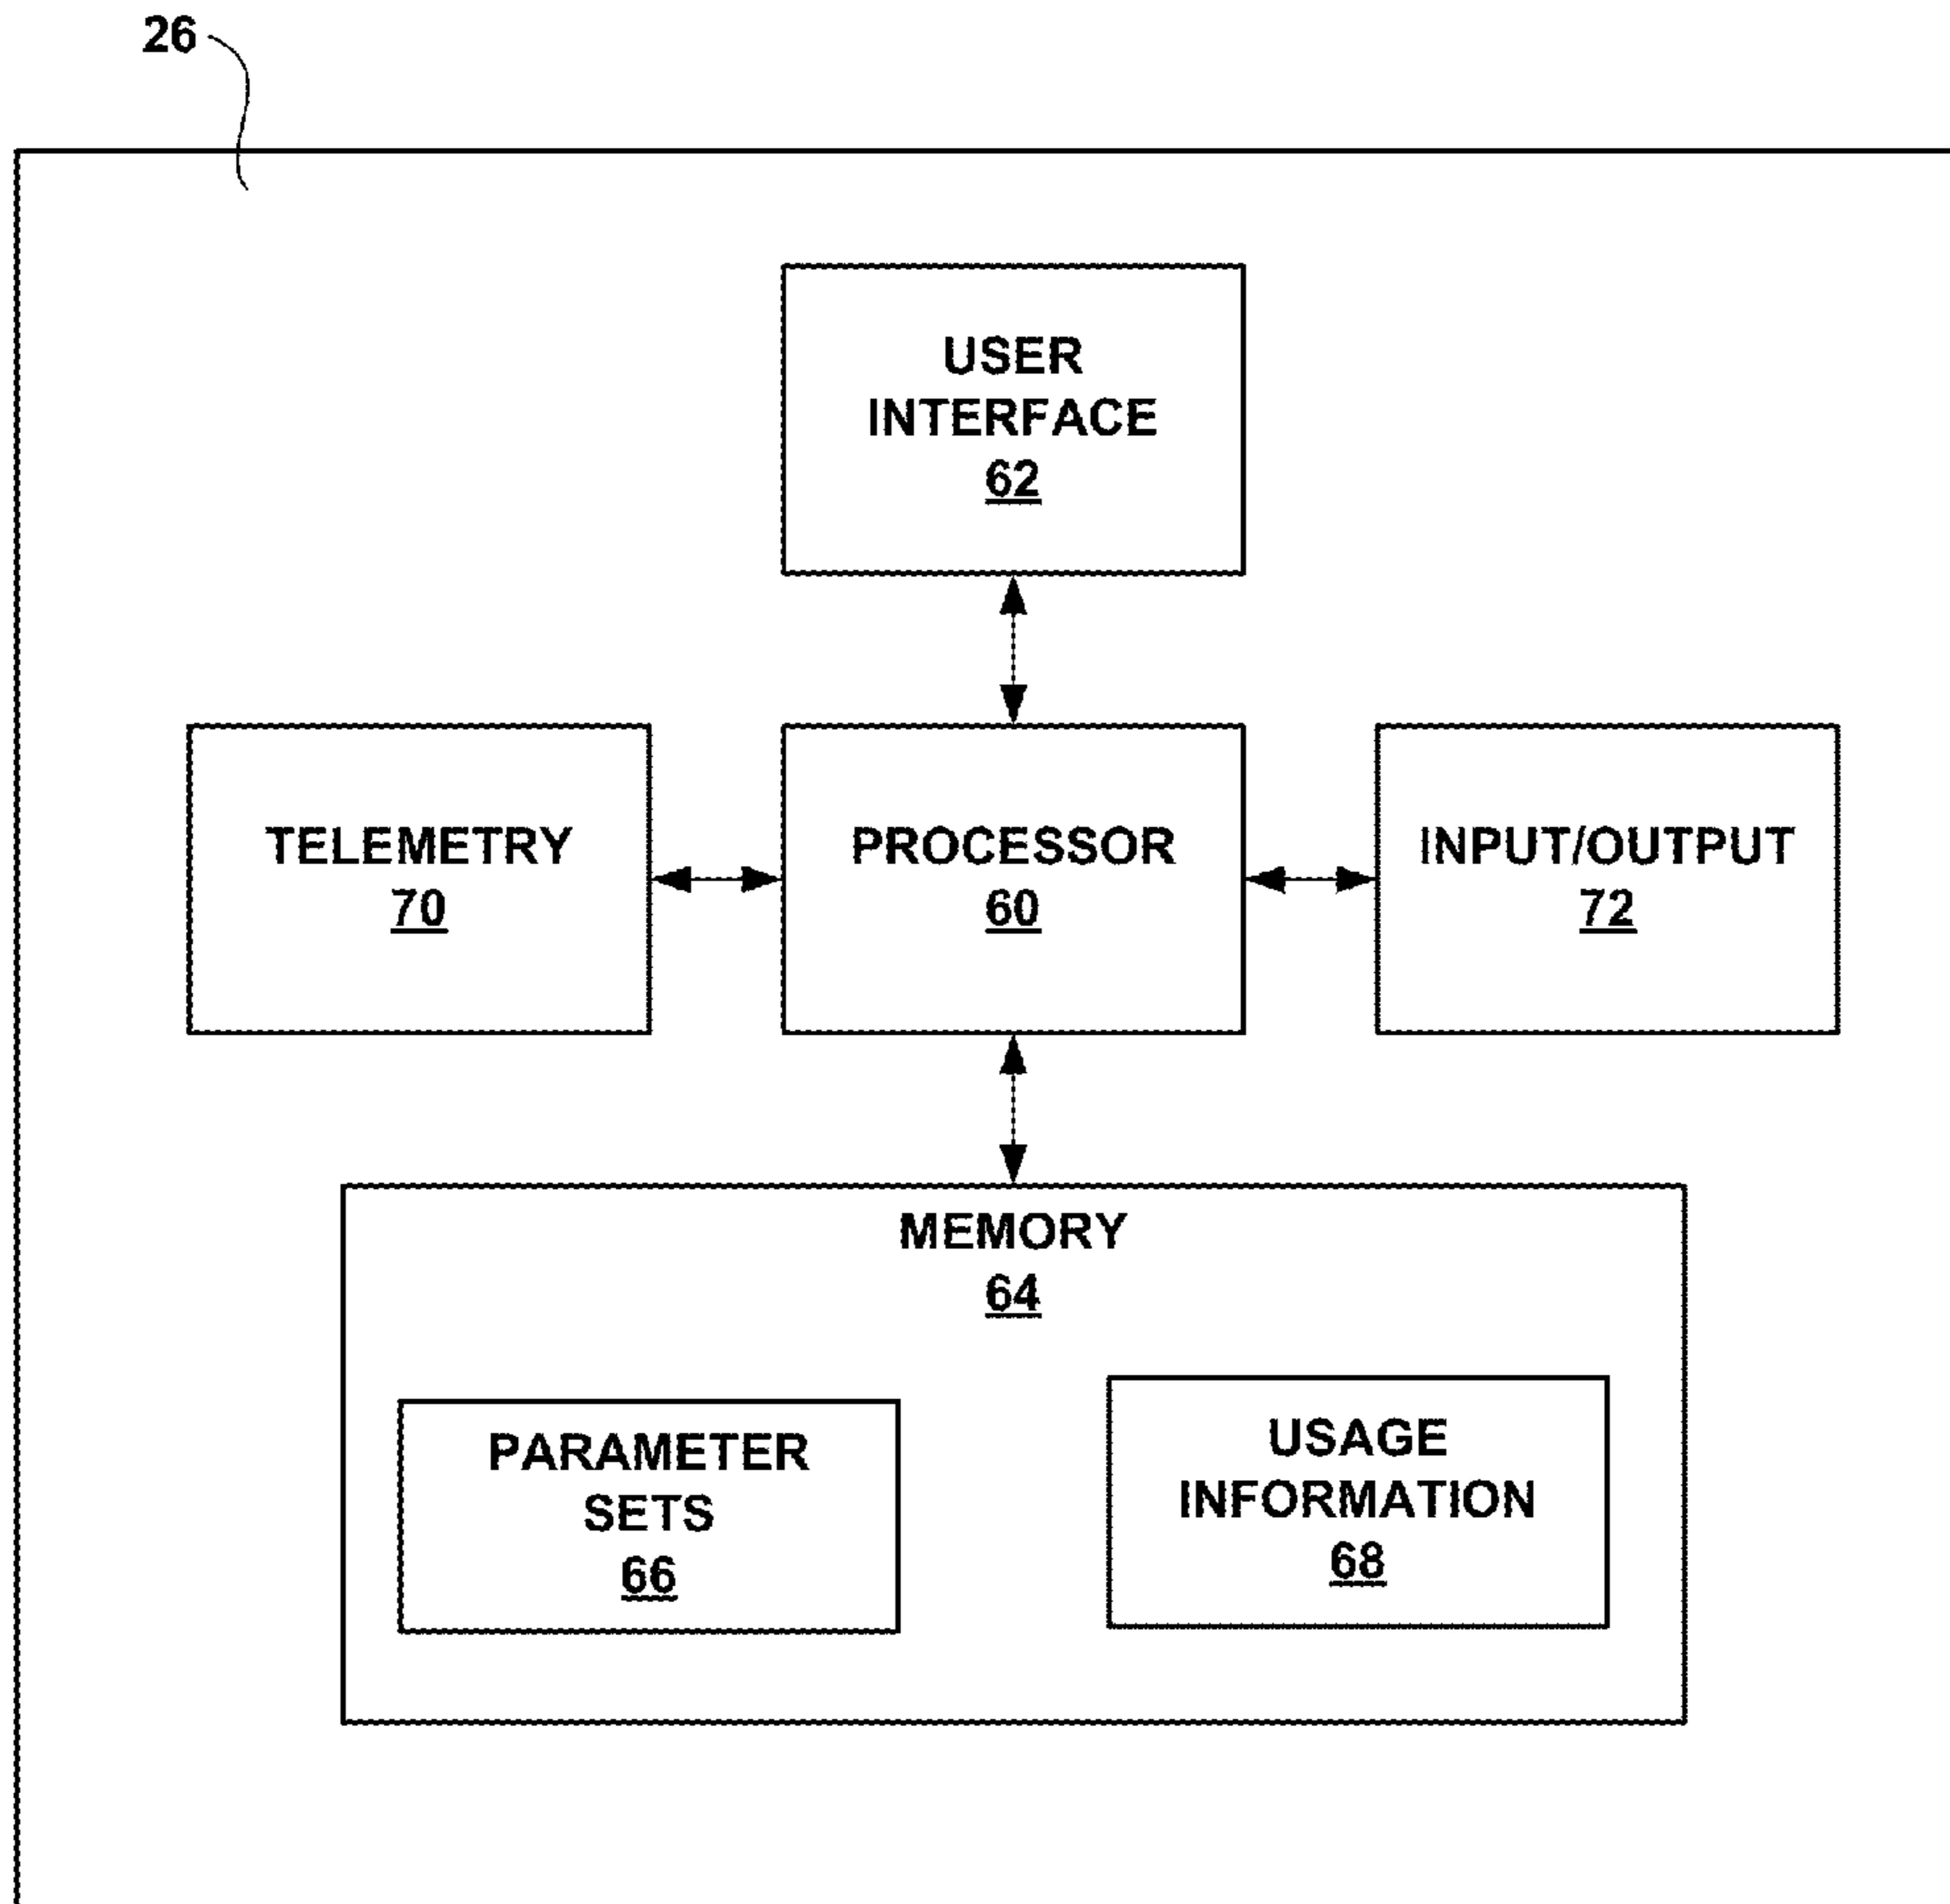 26
USER
INTERFACE
62
TELEMETRY
70
PROCESSOR
60
INPUT/OUTPUT
72
MEMORY
64
PARAMETER
SETS
66
USAGE
INFORMATION
68